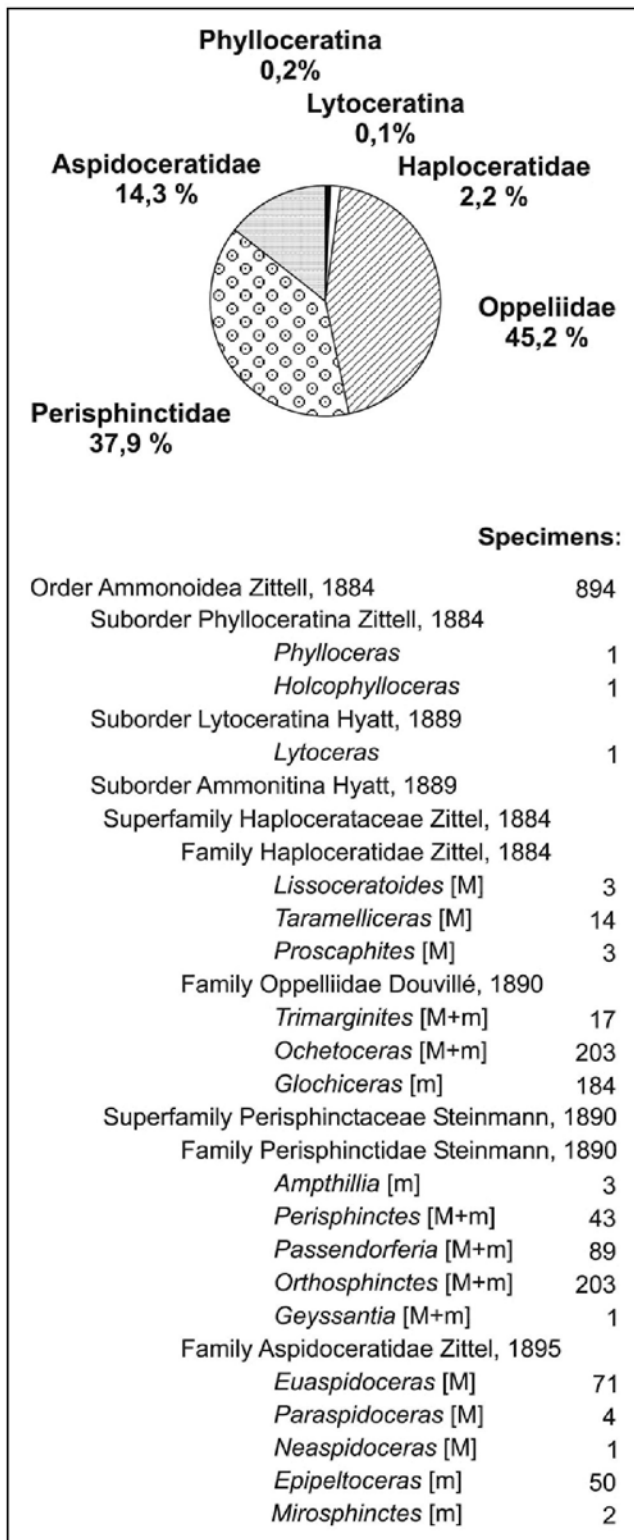 Phylloceratina
0,2%
Lytoceratina
0,1%
Aspidoceratidae
14,3 %
Haploceratidae
2,2 %
Oppeliidae
45,2 %
Perisphinctidae
37,9 %
Specimens:
Order Ammonoidea Zittell, 1884 894
Suborder Phylloceratina Zittell, 1884
Phylloceras 1
Holcophylloceras 1
Suborder Lytoceratina Hyatt, 1889
Lytoceras 1
Suborder Ammonitina Hyatt, 1889
Superfamily Haplocerataceae Zittel, 1884
Family Haploceratidae Zittel, 1884
Lissoceratoides [M] 3
Taramelliceras [M] 14
Proscaphites [M] 3
Family Oppelliidae Douvillé, 1890
Trimarginites [M+m] 17
Ochetoceras [M+m] 203
Glochiceras [m] 184
Superfamily Perisphinctaceae Steinmann, 1890
Family Perisphinctidae Steinmann, 1890
Ampthillia [m] 3
Perisphinctes [M+m] 43
Passendorferia [M+m] 89
Orthosphinctes [M+m] 203
Geyssantia [M+m] 1
Family Aspidoceratidae Zittel, 1895
Euaspidoceras [M] 71
Paraspidoceras [M] 4
Neaspidoceras [M] 1
Epipeltoceras [m] 50
Mirosphinctes [m] 2